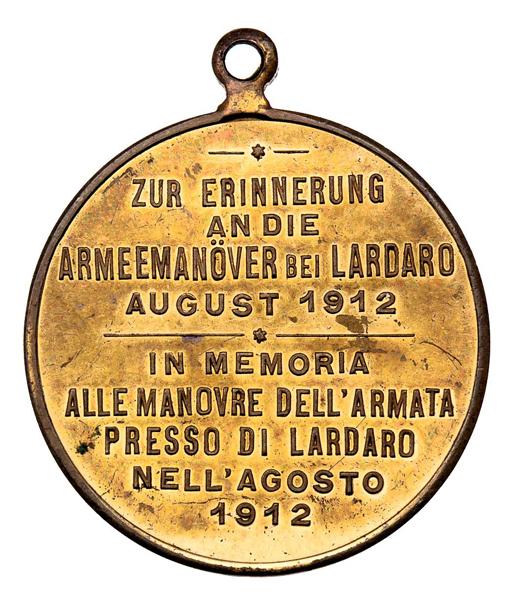 ZUR ERINNERUNG
AN DIE
ARMEEMANÖVER BEI LARDARO
AUGUST 1912
IN MEMORIA
ALLE MANOVRE DELL'ARMATA
PRESSO DI LARDARO
NELL'AGOSTO
1912